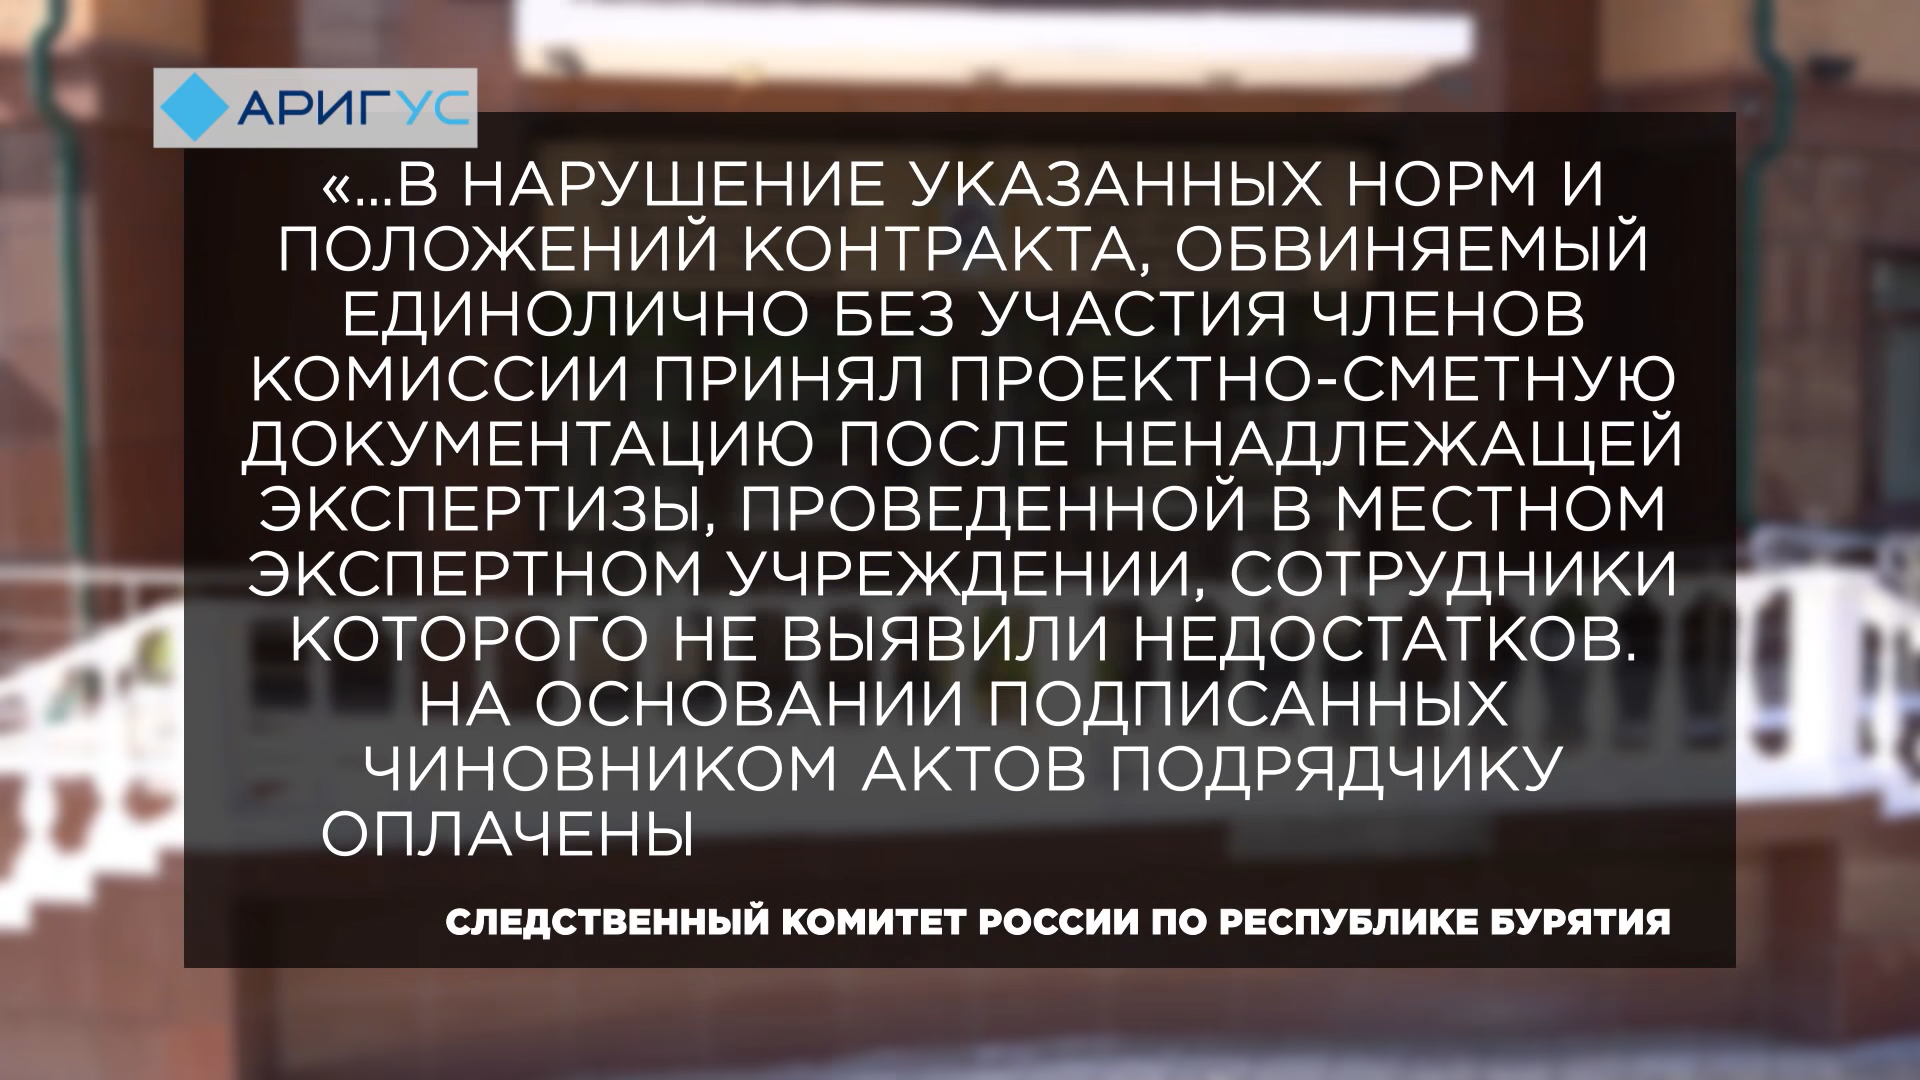 АРИГУС
«...В НАРУШЕНИЕ УКАЗАННЫХ НОРМ И
ПОЛОЖЕНИЙ КОНТРАКТА, ОБВИНЯЕМЫЙ
ЕДИНОЛИЧНО БЕЗ УЧАСТИЯ ЧЛЕНОВ
КОМИССИИ ПРИНЯЛ ПРОЕКТНО-СМЕТНУЮ
ДОКУМЕНТАЦИЮ ПОСЛЕ НЕНАДЛЕЖАЩЕЙ
ЭКСПЕРТИЗЫ, ПРОВЕДЕННОЙ В МЕСТНОМ
ЭКСПЕРТНОМ УЧРЕЖДЕНИИ, СОТРУДНИКИ
КОТОРОГО НЕ ВЫЯВИЛИ НЕДОСТАТКОВ.
НА ОСНОВАНИИ ПОДПИСАННЫХ
ЧИНОВНИКОМ АКТОВ ПОДРЯДЧИКУ
ОПЛАЧЕНЫ
СЛЕДСТВЕННЫЙ КОМИТЕТ РОССИИ ПО РЕСПУБЛИКЕ БУРЯТИЯ